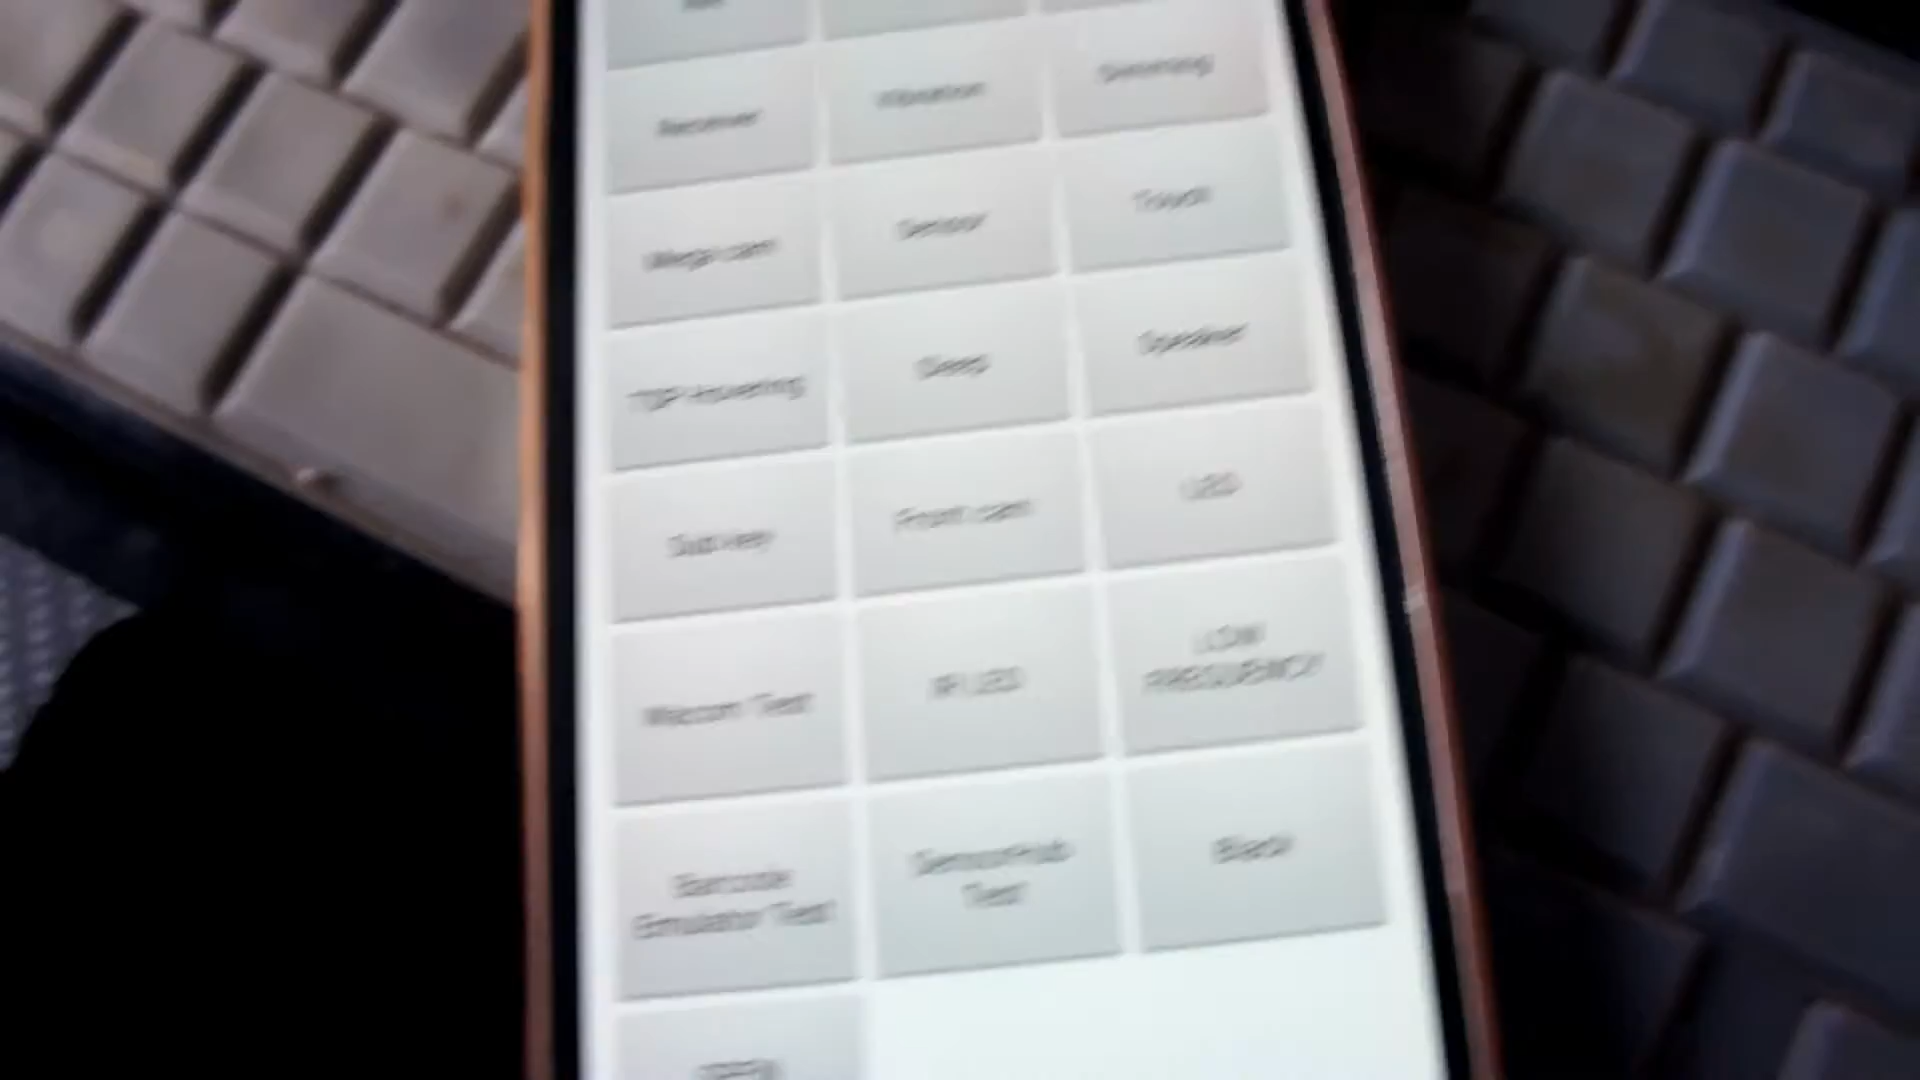 Receiver
Vibration
Dimming
Mega cam
Sensor
Touch
TSP Hovering
Sleep
Speaker
Sub key
Front cam
LED
Wacom Test
IR LED
LOW
FREQUENCY
Barcode
Emulator Test
SensorHub
Test
Black